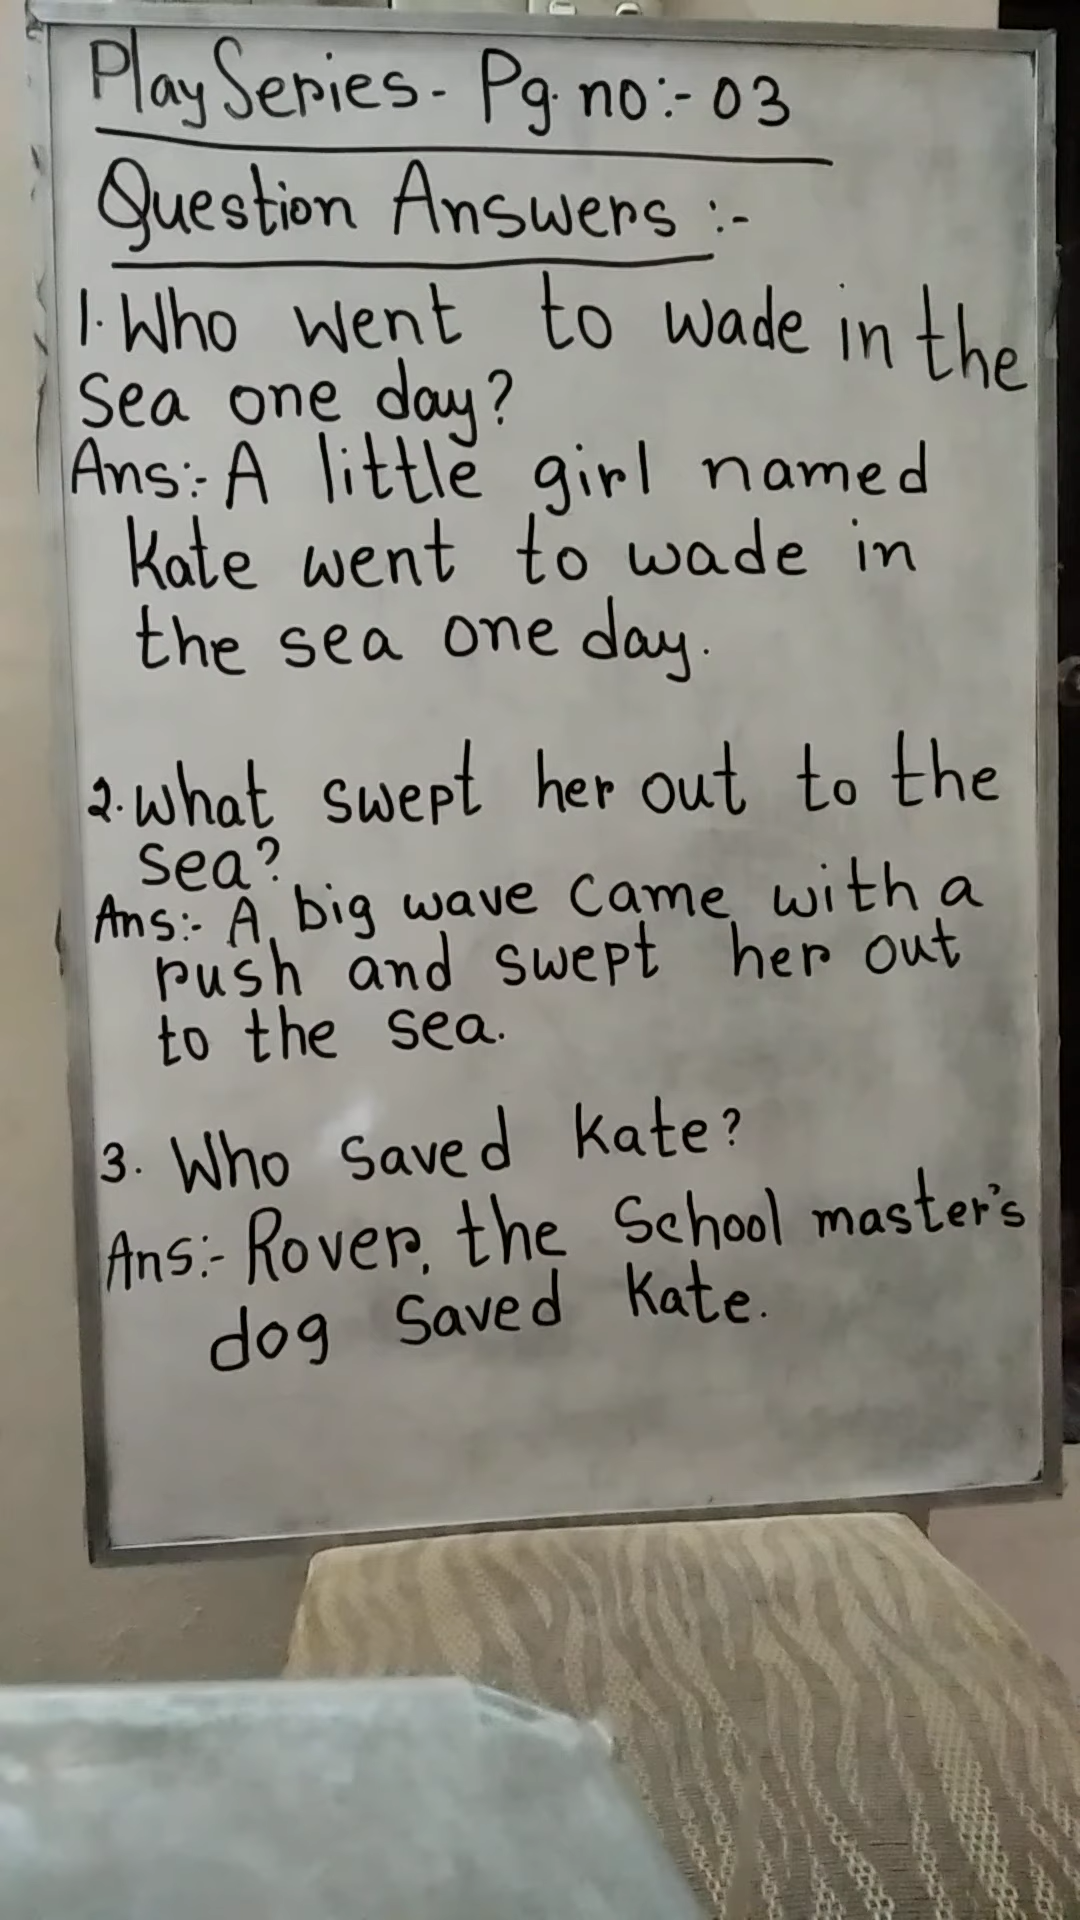 Play Series - Pg. no:- 03
Question Answers :-
1. Who went to wade in the
sea one day?
Ans:- A little girl named
Kate went to wade in
the sea one day.
2. What swept her out to the
sea?
Ans:- A big wave came with a
rush and swept her out
to the sea.
3. Who saved Kate?
Ans:- Rover, the School master's
dog saved Kate.